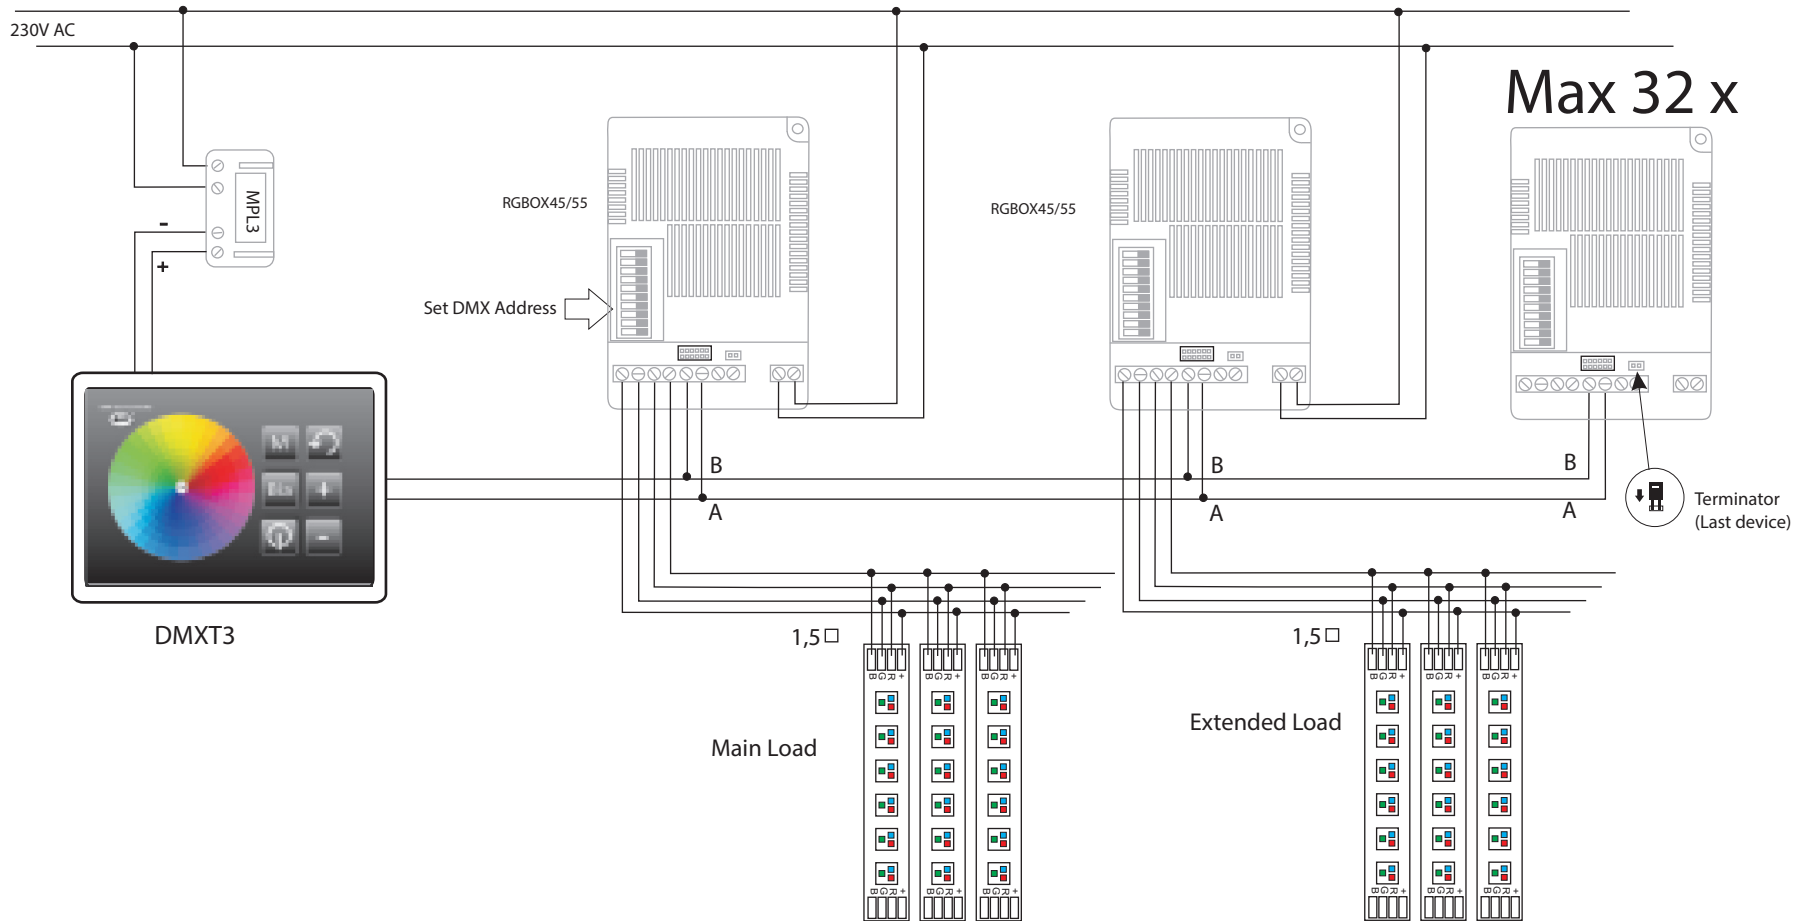 230V AC
Max 32 x
MPL3
-
+
RGBOX45/55
RGBOX45/55
Set DMX Address
M
+
-
B
A
B
A
B
A
Terminator
(Last device)
DMXT3
1,5□
1,5□
B G R +
B G R +
B G R +
B G R +
B G R +
B G R +
Main Load
Extended Load
B G R +
B G R +
B G R +
B G R +
B G R +
B G R +